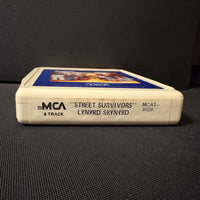 MCA
8 TRACK
"STREET SURVIVORS"
LYNYRD SKYNYRD
MCAT-
3029